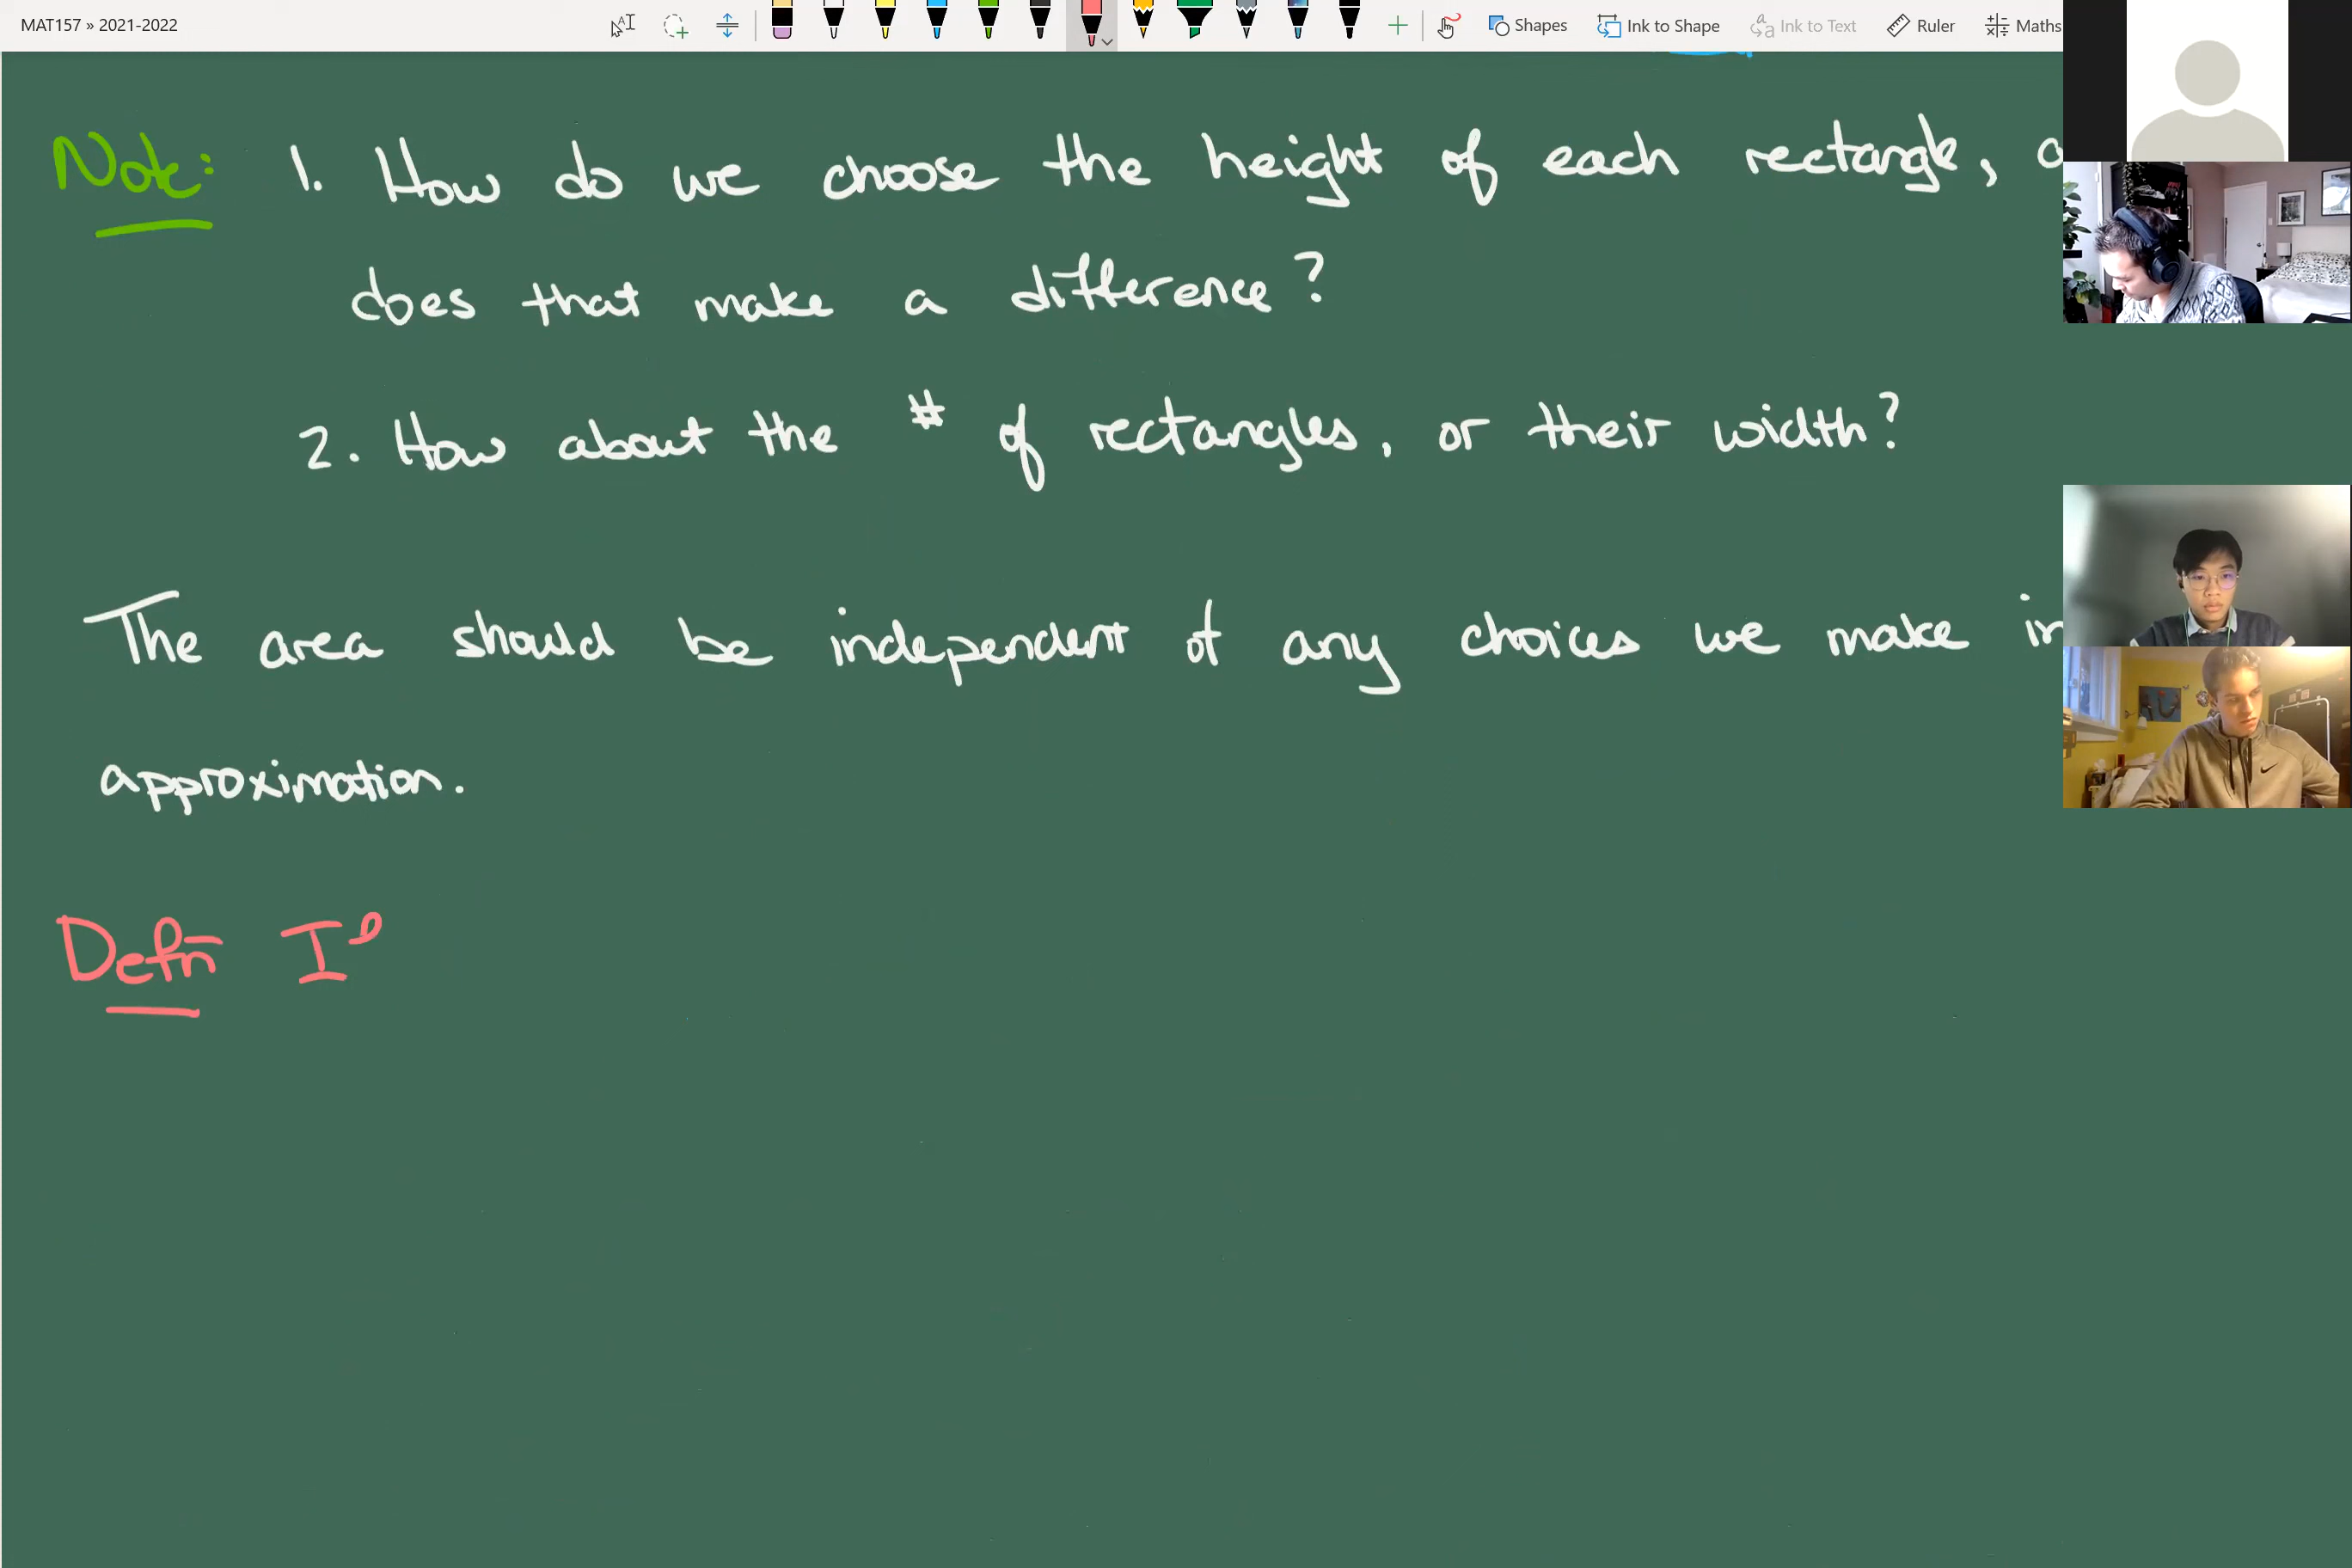 MAT157 » 2021-2022
Shapes
Ink to Shape
Ink to Text
Ruler
Maths
Note: 1. How do we choose the height of each rectangle,
does that make a difference?
2. How about the # of rectangles, or their width?
The area should be independent of any choices we make
approximation.
Defn